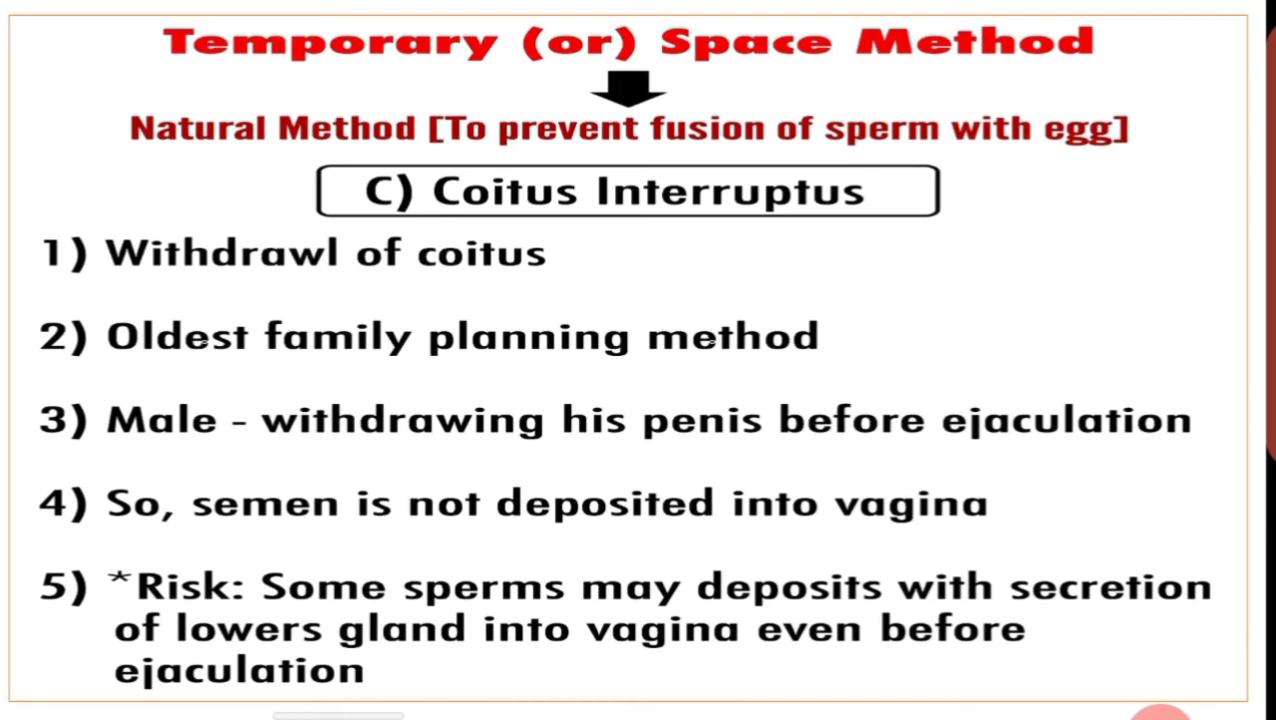 Temporary (or) Space Method
Natural Method [To prevent fusion of sperm with egg]
C) Coitus Interruptus
1) Withdrawl of coitus
2) Oldest family planning method
3) Male - withdrawing his penis before ejaculation
4) So, semen is not deposited into vagina
5) *Risk: Some sperms may deposits with secretion
of lowers gland into vagina even before
ejaculation